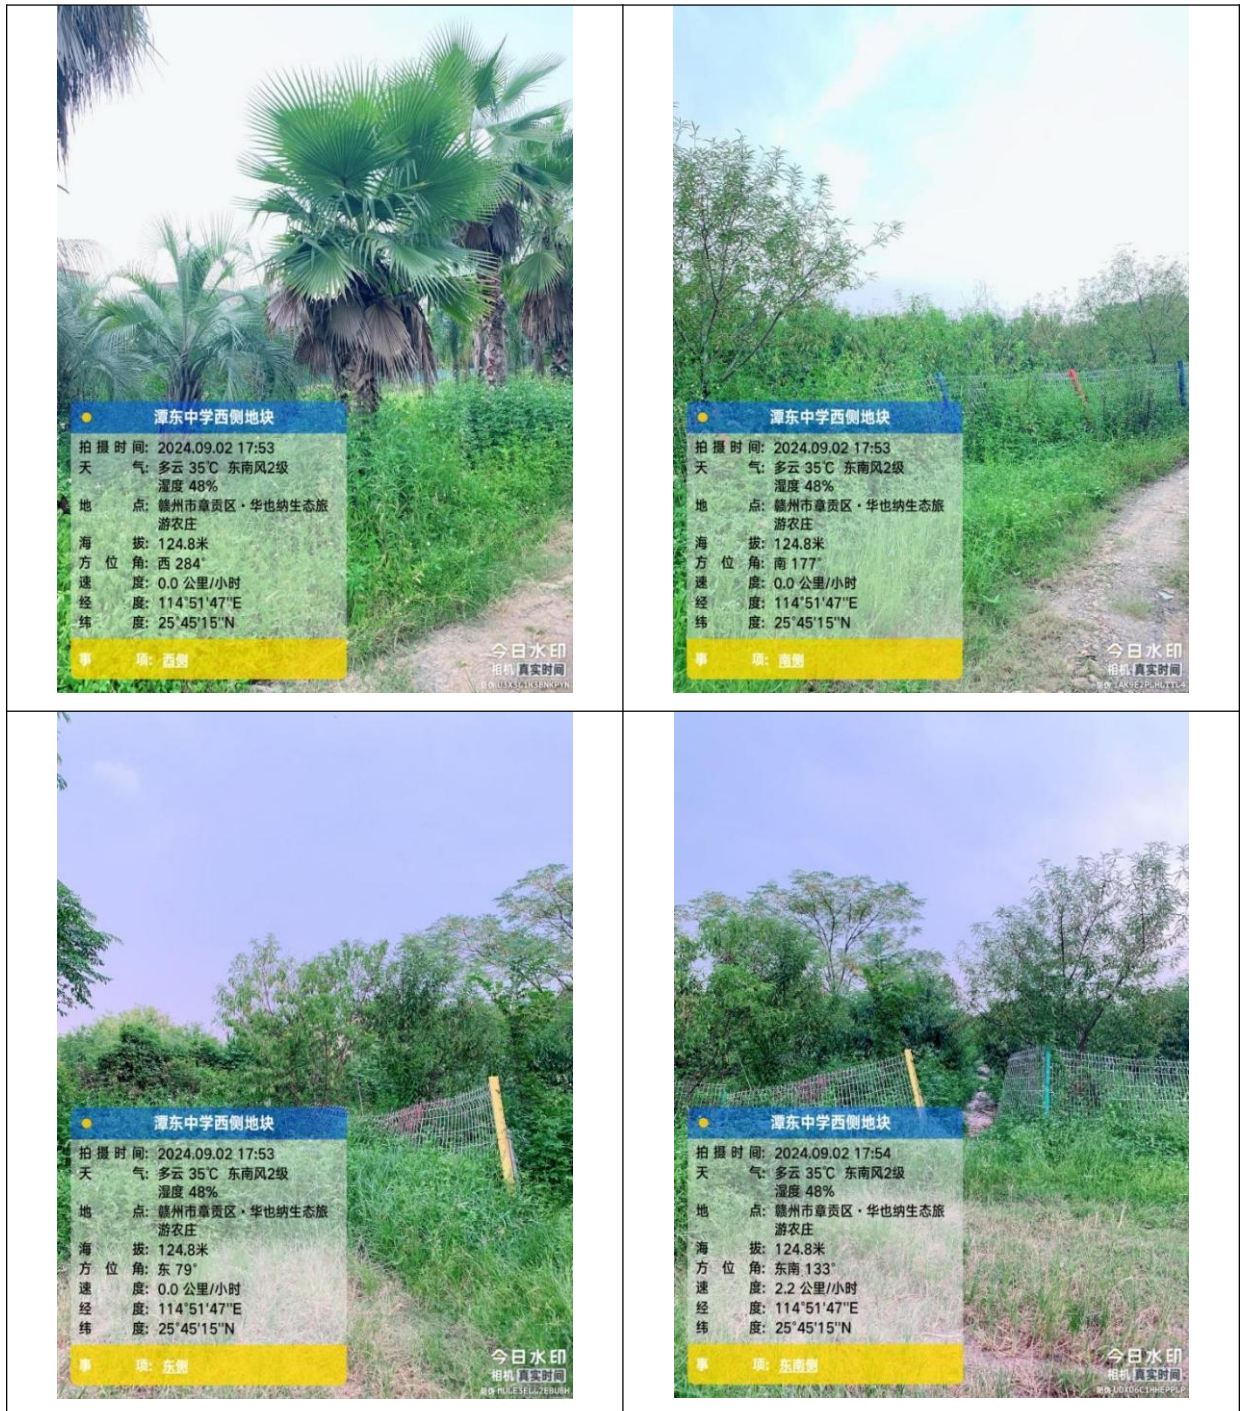 潭东中学西侧地块
拍摄时间: 2024.09.02 17:53
天气: 多云 35℃ 东南风2级
湿度 48%
地点: 赣州市章贡区·华也纳生态旅
游农庄
海拔: 124.8米
方位角: 西 284°
速度: 0.0 公里/小时
经度: 114°51'47"E
纬度: 25°45'15"N
事项: 西侧
今日水印
相机 真实时间
潭东中学西侧地块
拍摄时间: 2024.09.02 17:53
天气: 多云 35℃ 东南风2级
湿度 48%
地点: 赣州市章贡区·华也纳生态旅
游农庄
海拔: 124.8米
方位角: 南 177°
速度: 0.0 公里/小时
经度: 114°51'47"E
纬度: 25°45'15"N
事项: 南侧
今日水印
相机 真实时间
潭东中学西侧地块
拍摄时间: 2024.09.02 17:53
天气: 多云 35℃ 东南风2级
湿度 48%
地点: 赣州市章贡区·华也纳生态旅
游农庄
海拔: 124.8米
方位角: 东 79°
速度: 0.0 公里/小时
经度: 114°51'47"E
纬度: 25°45'15"N
事项: 东侧
今日水印
相机 真实时间
潭东中学西侧地块
拍摄时间: 2024.09.02 17:54
天气: 多云 35℃ 东南风2级
湿度 48%
地点: 赣州市章贡区·华也纳生态旅
游农庄
海拔: 124.8米
方位角: 东南 133°
速度: 2.2 公里/小时
经度: 114°51'47"E
纬度: 25°45'15"N
事项: 东南侧
今日水印
相机 真实时间